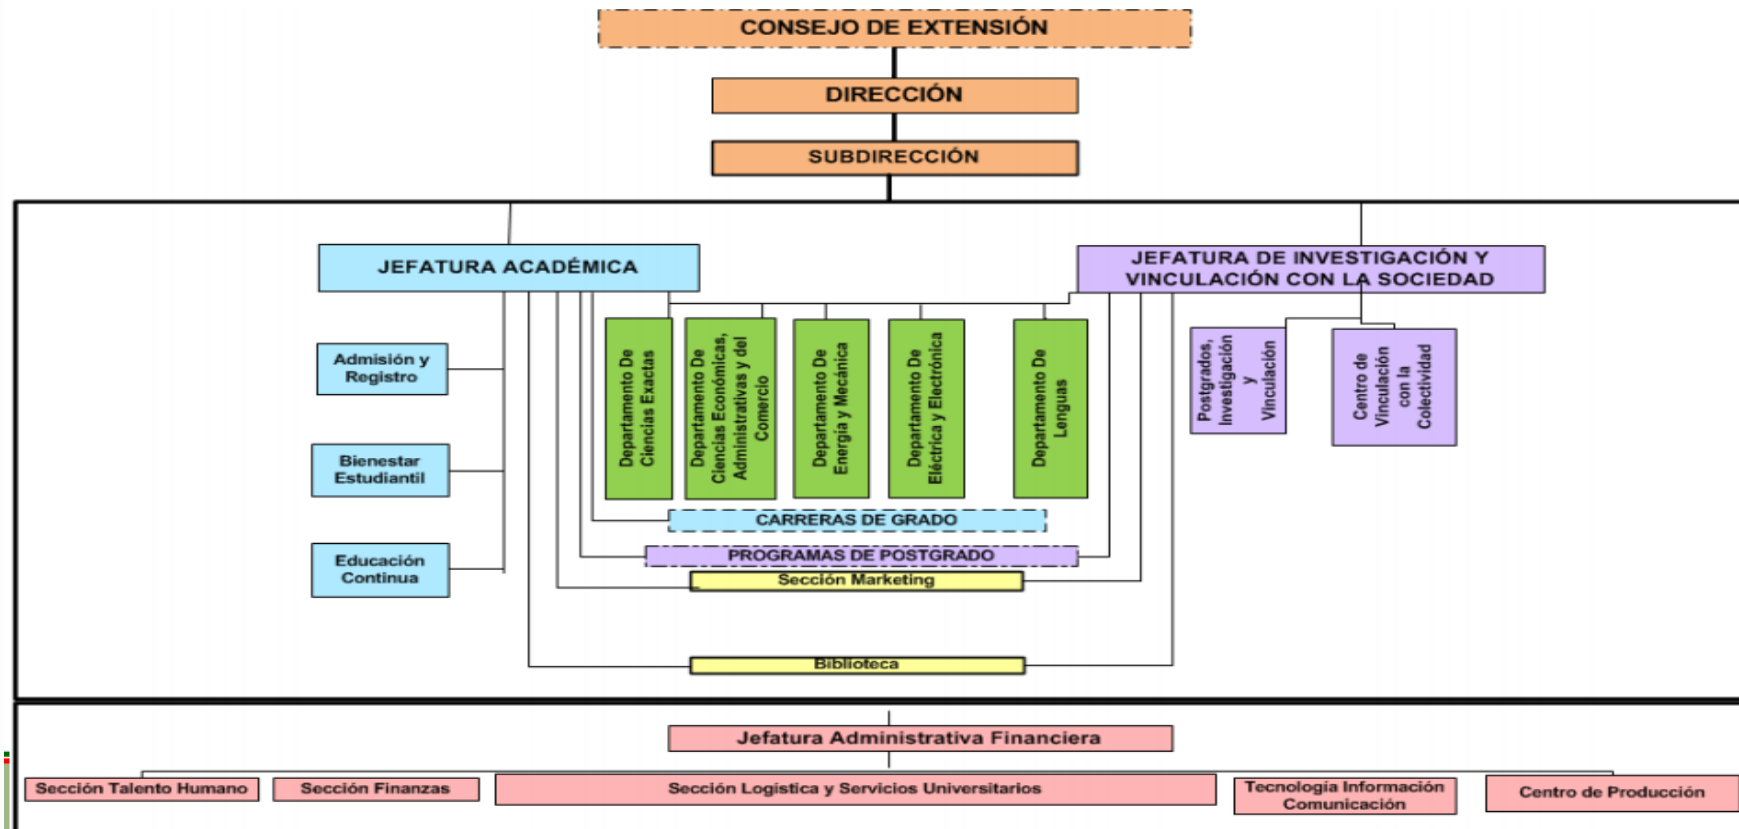 CONSEJO DE EXTENSIÓN
DIRECCIÓN
SUBDIRECCIÓN
JEFATURA ACADÉMICA
JEFATURA DE INVESTIGACIÓN Y
VINCULACIÓN CON LA SOCIEDAD
Admisión y
Registro
Bienestar
Estudiantil
Educación
Continua
Departamento De
Ciencias Exactas
Departamento De
Ciencias Económicas,
Administrativas y del
Comercio
Departamento De
Energía y Mecánica
Departamento De
Eléctrica y Electrónica
Departamento De
Lenguas
Postgrados,
Investigación
y
Vinculación
Centro de
Vinculación
con la
Colectividad
CARRERAS DE GRADO
PROGRAMAS DE POSTGRADO
Sección Marketing
Biblioteca
Jefatura Administrativa Financiera
Sección Talento Humano
Sección Finanzas
Sección Logística y Servicios Universitarios
Tecnología Información
Comunicación
Centro de Producción